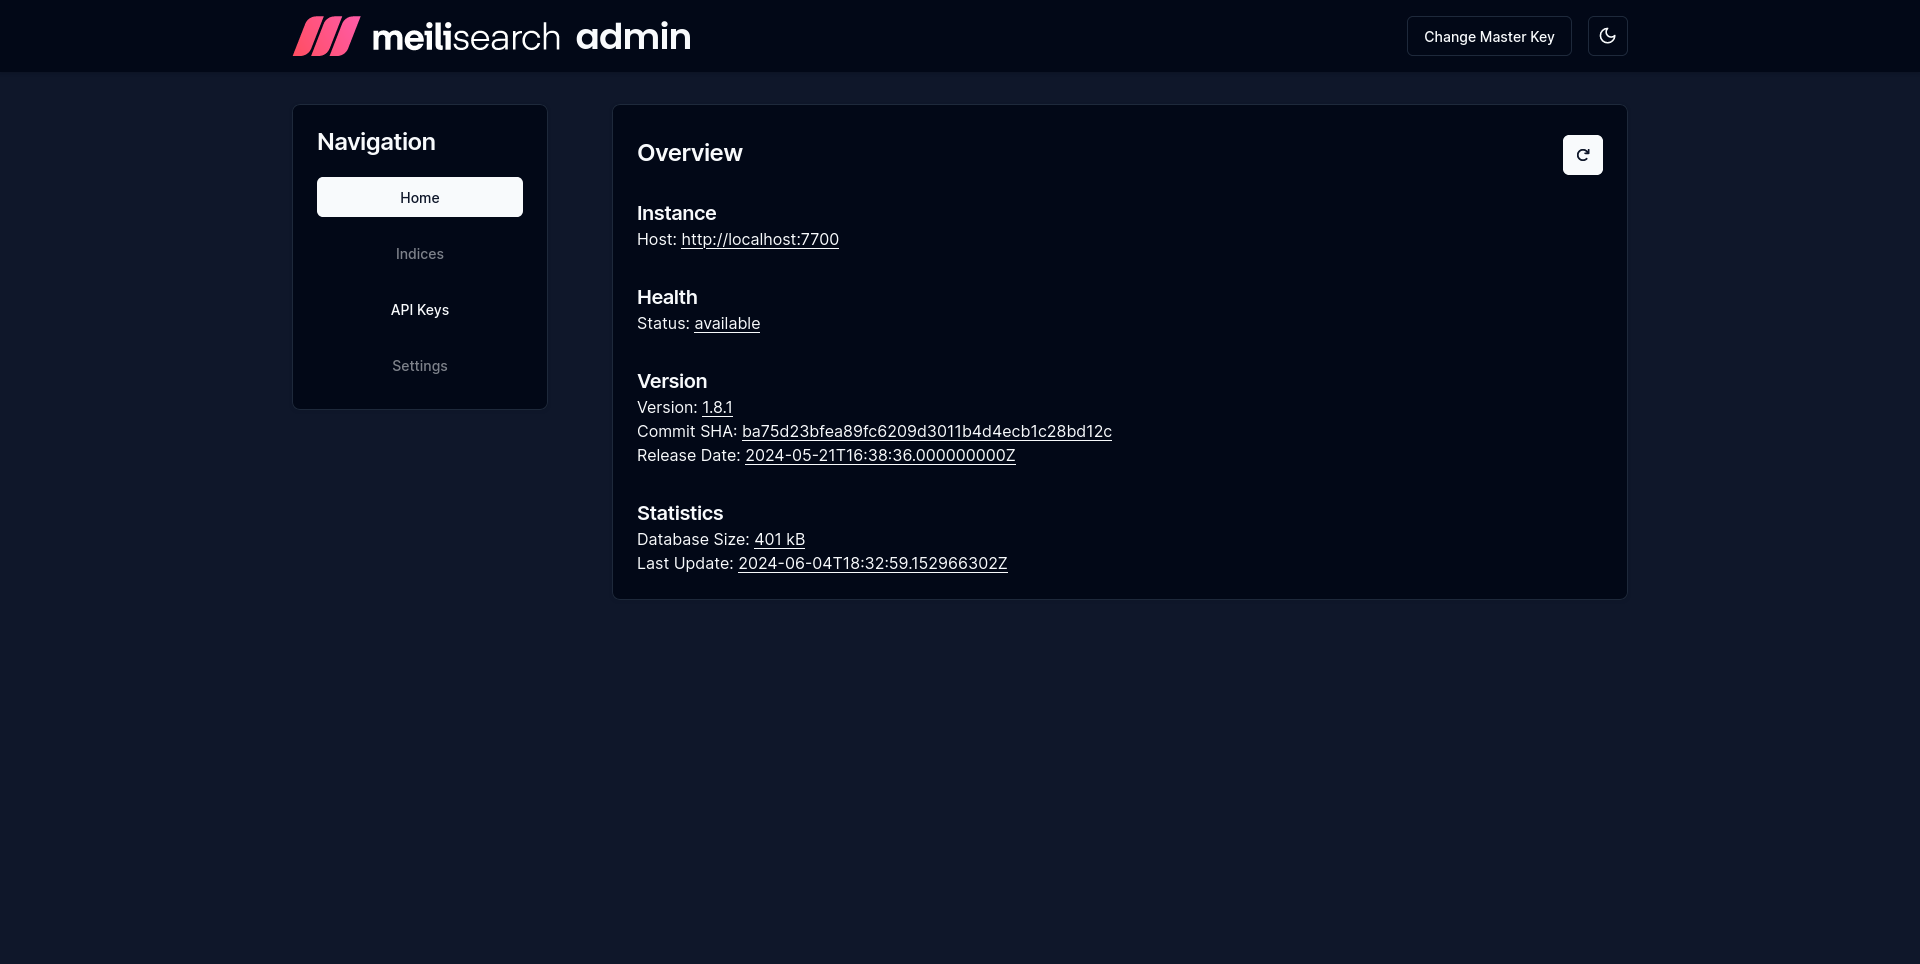 meilisearch admin
Change Master Key
Navigation
Home
Indices
API Keys
Settings
Overview
Instance
Host: http://localhost:7700
Health
Status: available
Version
Version: 1.8.1
Commit SHA: ba75d23bfea89fc6209d3011b4d4ecb1c28bd12c
Release Date: 2024-05-21T16:38:36.000000000Z
Statistics
Database Size: 401 kB
Last Update: 2024-06-04T18:32:59.152966302Z